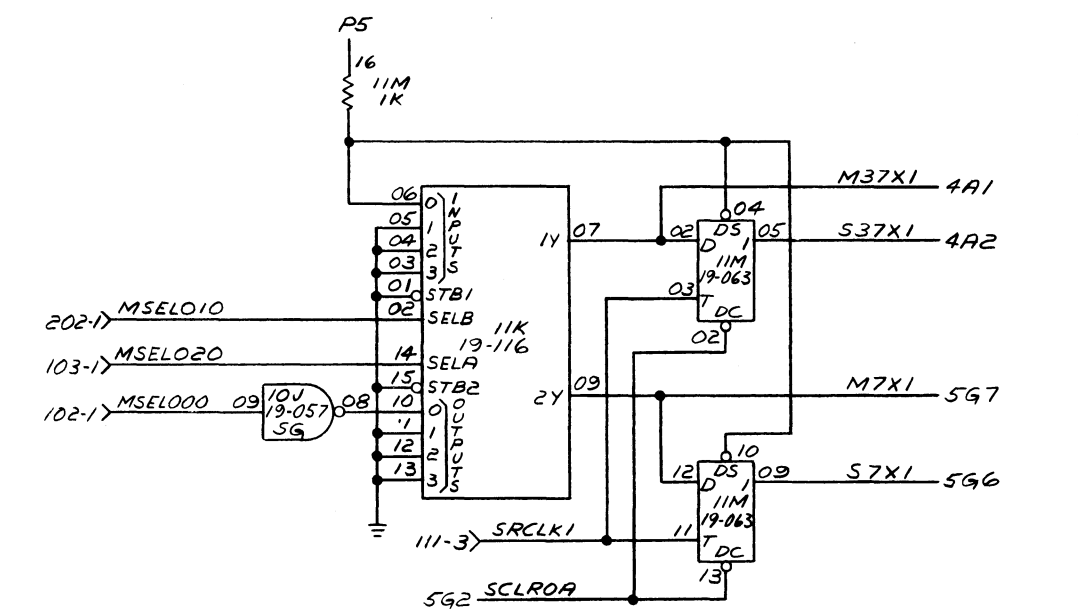 P5
16
11M
1K
M37X1 4A1
06 0 INPUTS
05 1
04 2
03 3
01 STB1
02 SELB
1Y 07
04
DS
02 D 1 05 S37X1 4A2
11M
19-063
03 T
DC
02
202-1 MSEL010
11K
19-116
103-1 MSEL020 14 SELA
15 STB2
102-1 MSEL000 09 10J 08 10 0 OUTPUTS
19-057
SG
'1 1
12 2
13 3
2Y 09 M7X1 5G7
10
DS
12 D 1 09 S7X1 5G6
11M
19-063
111-3 SRCLK1 11 T
DC
13
5G2 SCLR0A